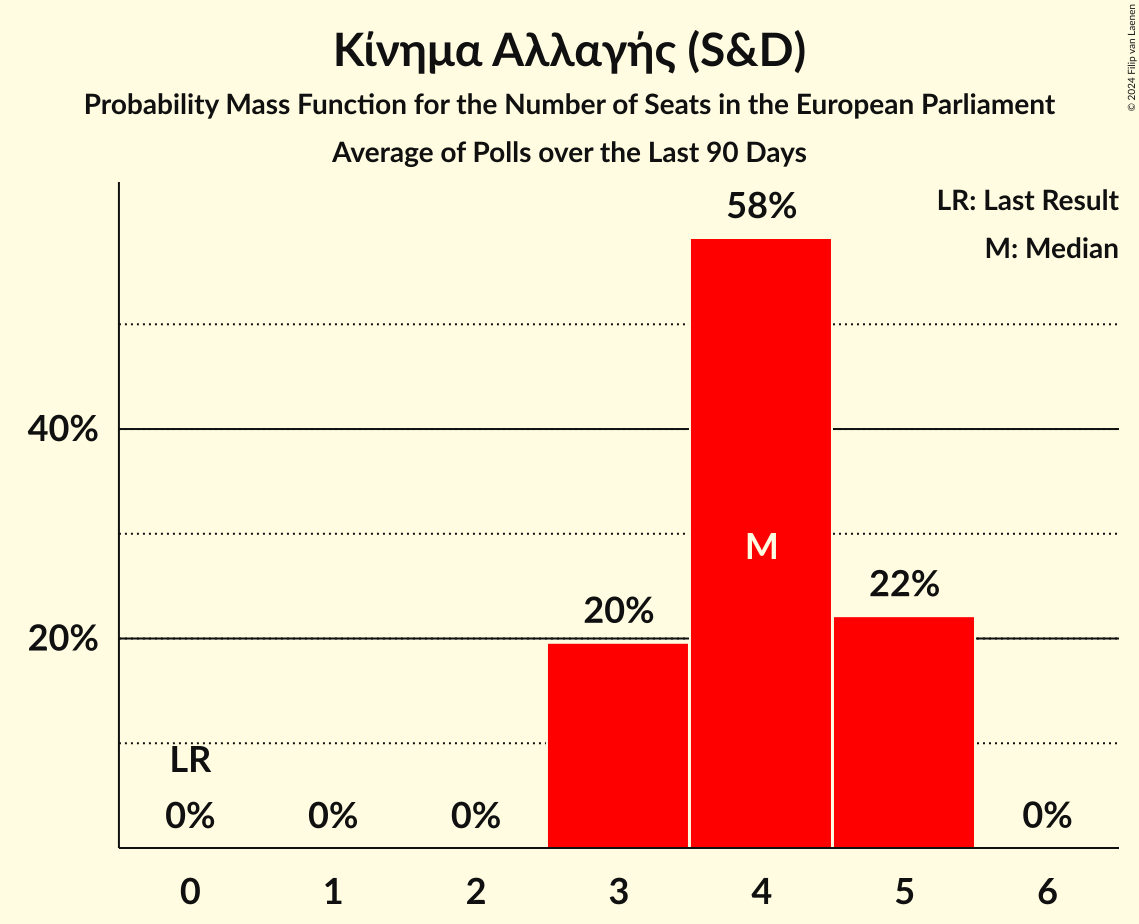 Κίνημα Αλλαγής (S&D)
Probability Mass Function for the Number of Seats in the European Parliament
Average of Polls over the Last 90 Days
© 2024 Filip van Laenen
LR: Last Result
M: Median
58%
40%
M
22%
20%
20%
LR
0%
0%
0%
0%
0
1
2
3
4
5
6